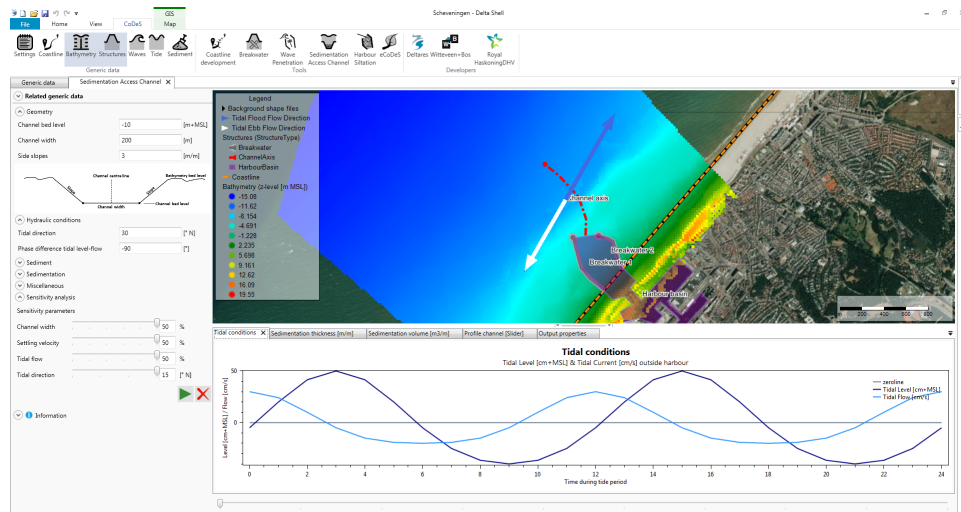 Scheveningen - Delta Shell
GIS
File Home View CoDeS Map
Settings Coastline Bathymetry Structures Waves Tide Sediment
Generic data
Coastline development Breakwater Wave Penetration Sedimentation Access Channel Harbour Siltation eCoDeS
Tools
Deltares Witteveen+Bos Royal HaskoningDHV
Developers
Generic data Sedimentation Access Channel
Related generic data
Geometry
Channel bed level -10 [m+MSL]
Channel width 200 [m]
Side slopes 3 [m/m]
Channel centre line
Bathymetry bed level
Slope
Slope
Channel width
Channel bed level
Hydraulic conditions
Tidal direction 30 [° N]
Phase difference tidal level-flow -90 [°]
Sediment
Sedimentation
Miscellaneous
Sensitivity analysis
Sensitivity parameters
Channel width 50 %
Settling velocity 50 %
Tidal flow 50 %
Tidal direction 15 [° N]
Information
Legend
Background shape files
Tidal Flood Flow Direction
Tidal Ebb Flow Direction
Structures (StructureType)
Breakwater
ChannelAxis
HarbourBasin
Coastline
Bathymetry (z-level [m MSL])
-15.08
-11.62
-8.154
-4.691
-1.228
2.235
5.698
9.161
12.62
16.09
19.55
Channel axis
Breakwater 2
Breakwater 1
Harbour basin
m 200 400 600 800
Tidal conditions Sedimentation thickness [m/m] Sedimentation volume [m3/m] Profile channel [Slider] Output properties
Tidal conditions
Tidal Level [cm+MSL] & Tidal Current [cm/s] outside harbour
Level [cm+MSL] / Flow [cm/s]
50
0
zeroline
Tidal Level [cm+MSL]
Tidal Flow [cm/s]
0 2 4 6 8 10 12 14 16 18 20 22 24
Time during tide period